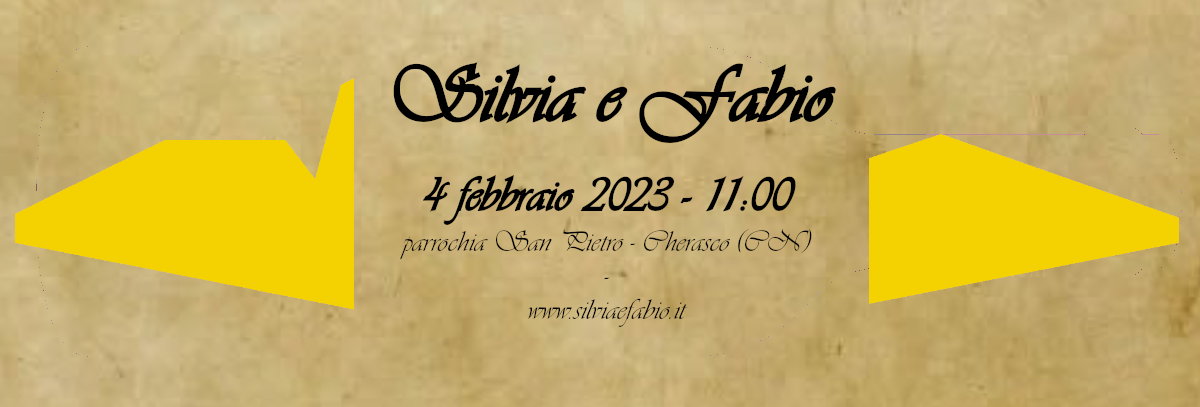 Silvia e Fabio
4 febbraio 2023 - 11:00
parrochia San Pietro - Cherasco (CN)
-
www.silviaefabio.it